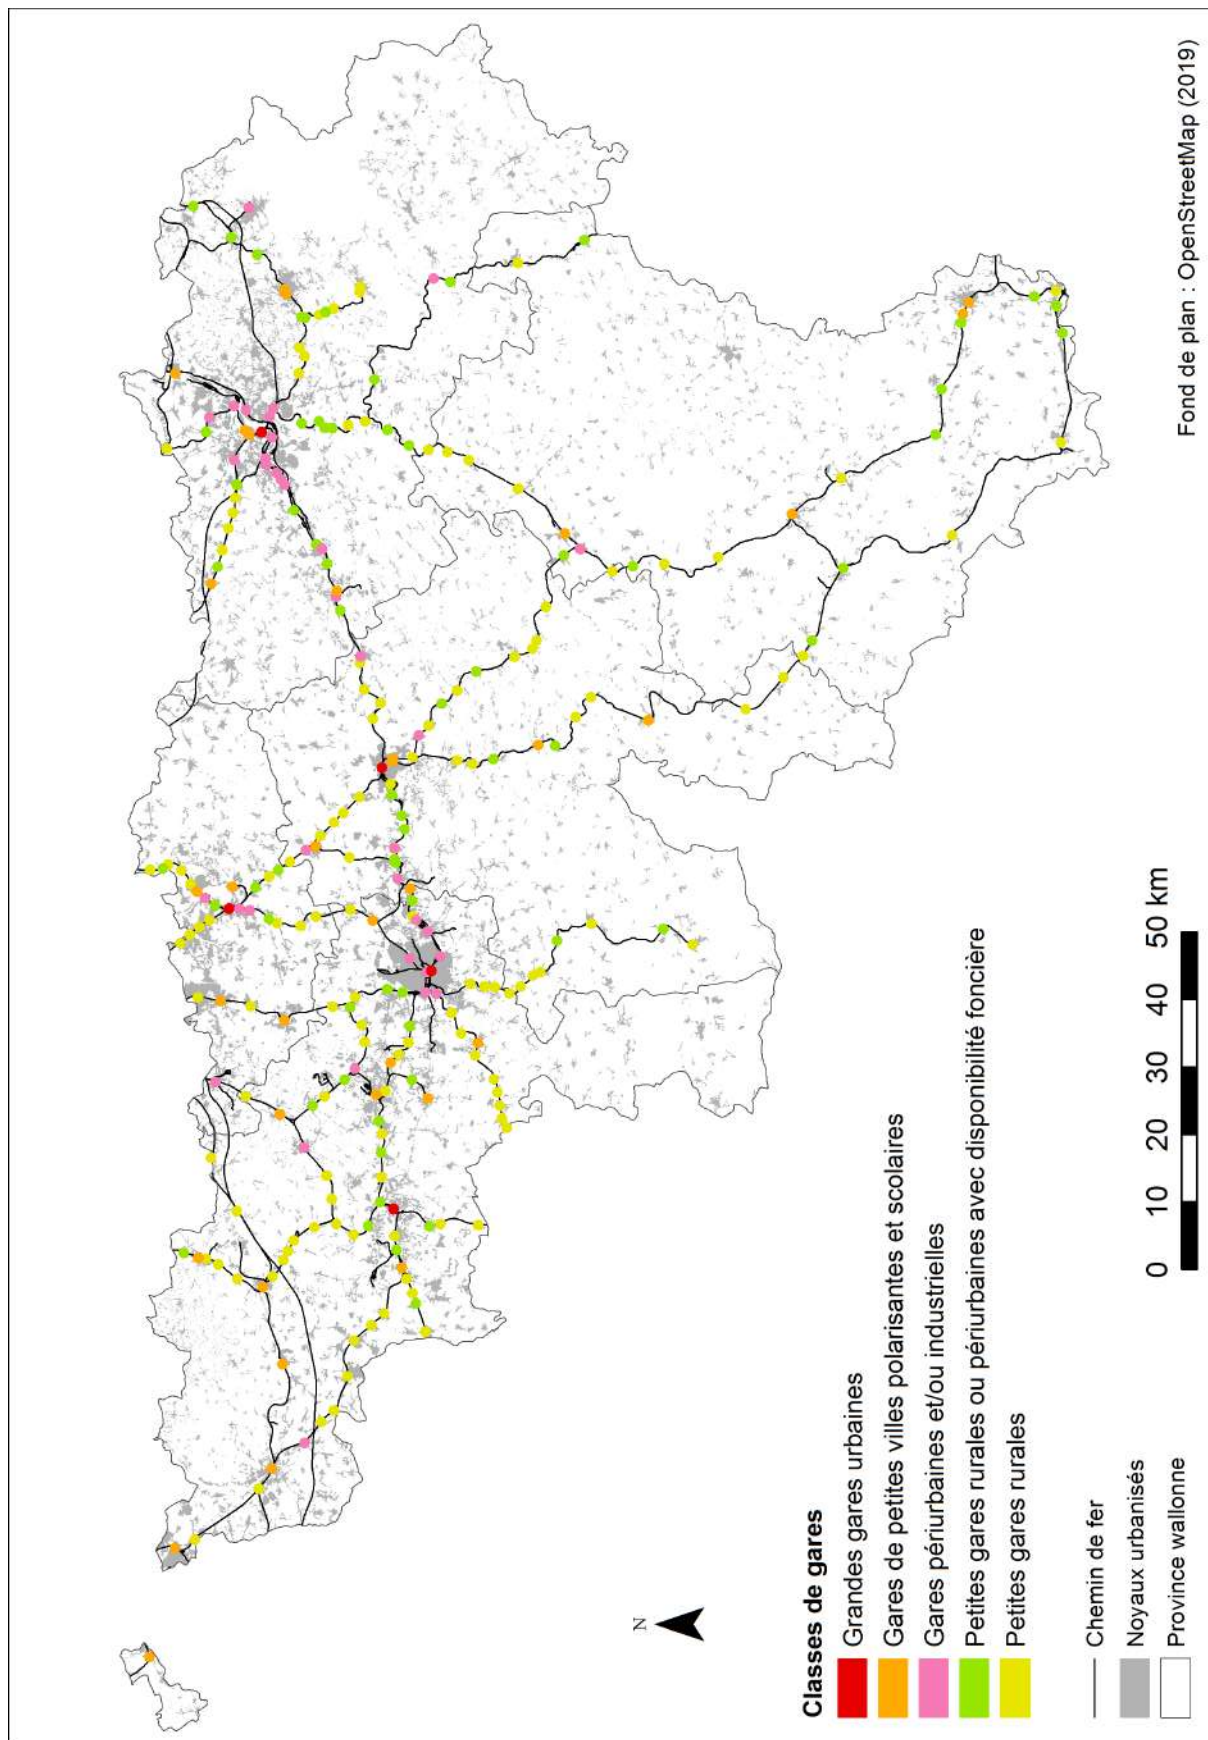 Classes de gares
Grandes gares urbaines
Gares de petites villes polarisantes et scolaires
Gares périurbaines et/ou industrielles
Petites gares rurales ou périurbaines avec disponibilité foncière
Petites gares rurales
Chemin de fer
Noyaux urbanisés
Province wallonne
N
0 10 20 30 40 50 km
Fond de plan : OpenStreetMap (2019)